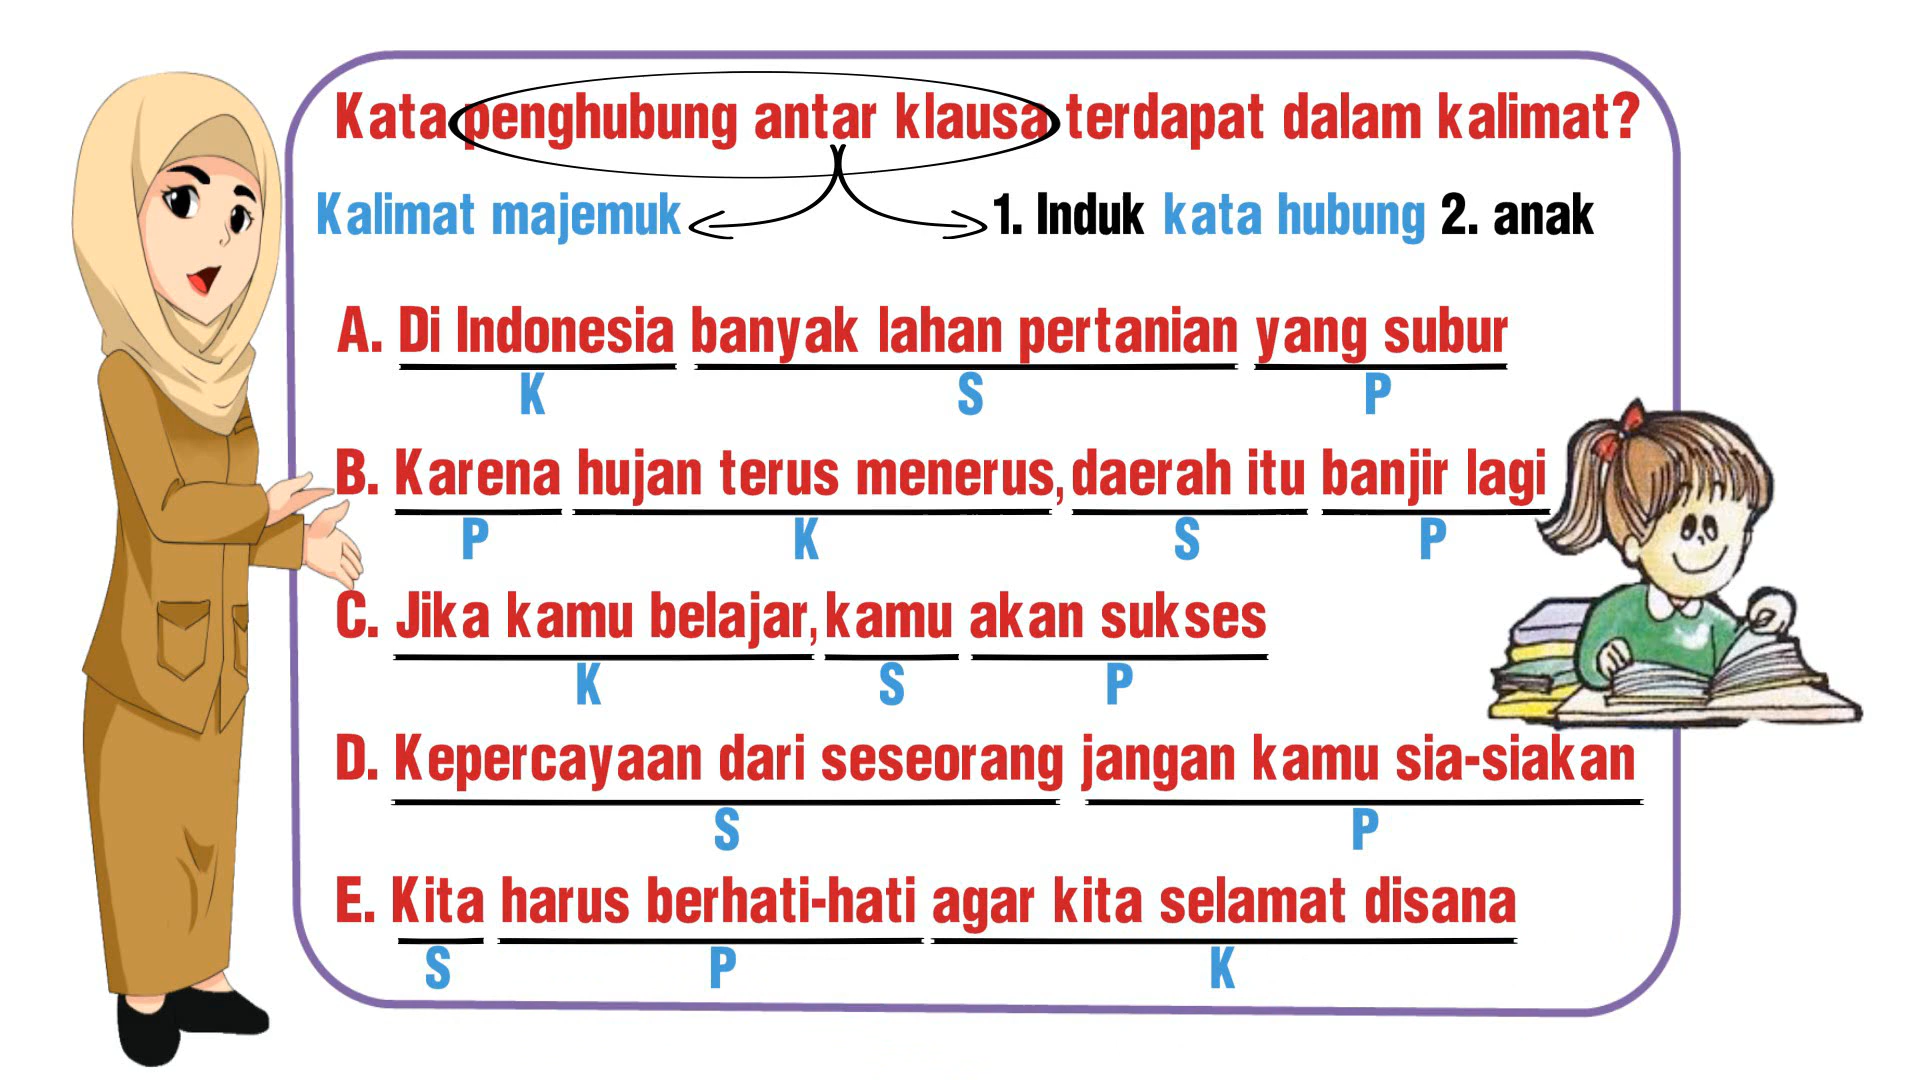 Kata penghubung antar klausa terdapat dalam kalimat?
Kalimat majemuk 1. Induk kata hubung 2. anak
A. Di Indonesia banyak lahan pertanian yang subur
K S P
B. Karena hujan terus menerus, daerah itu banjir lagi
P K S P
C. Jika kamu belajar, kamu akan sukses
K S P
D. Kepercayaan dari seseorang jangan kamu sia-siakan
S P
E. Kita harus berhati-hati agar kita selamat disana
S P K